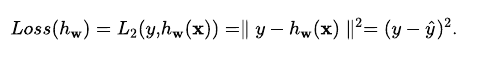 Loss(h_w) = L_2(y,h_w(x)) =∥ y − h_w(x) ∥²= (y − ŷ)².